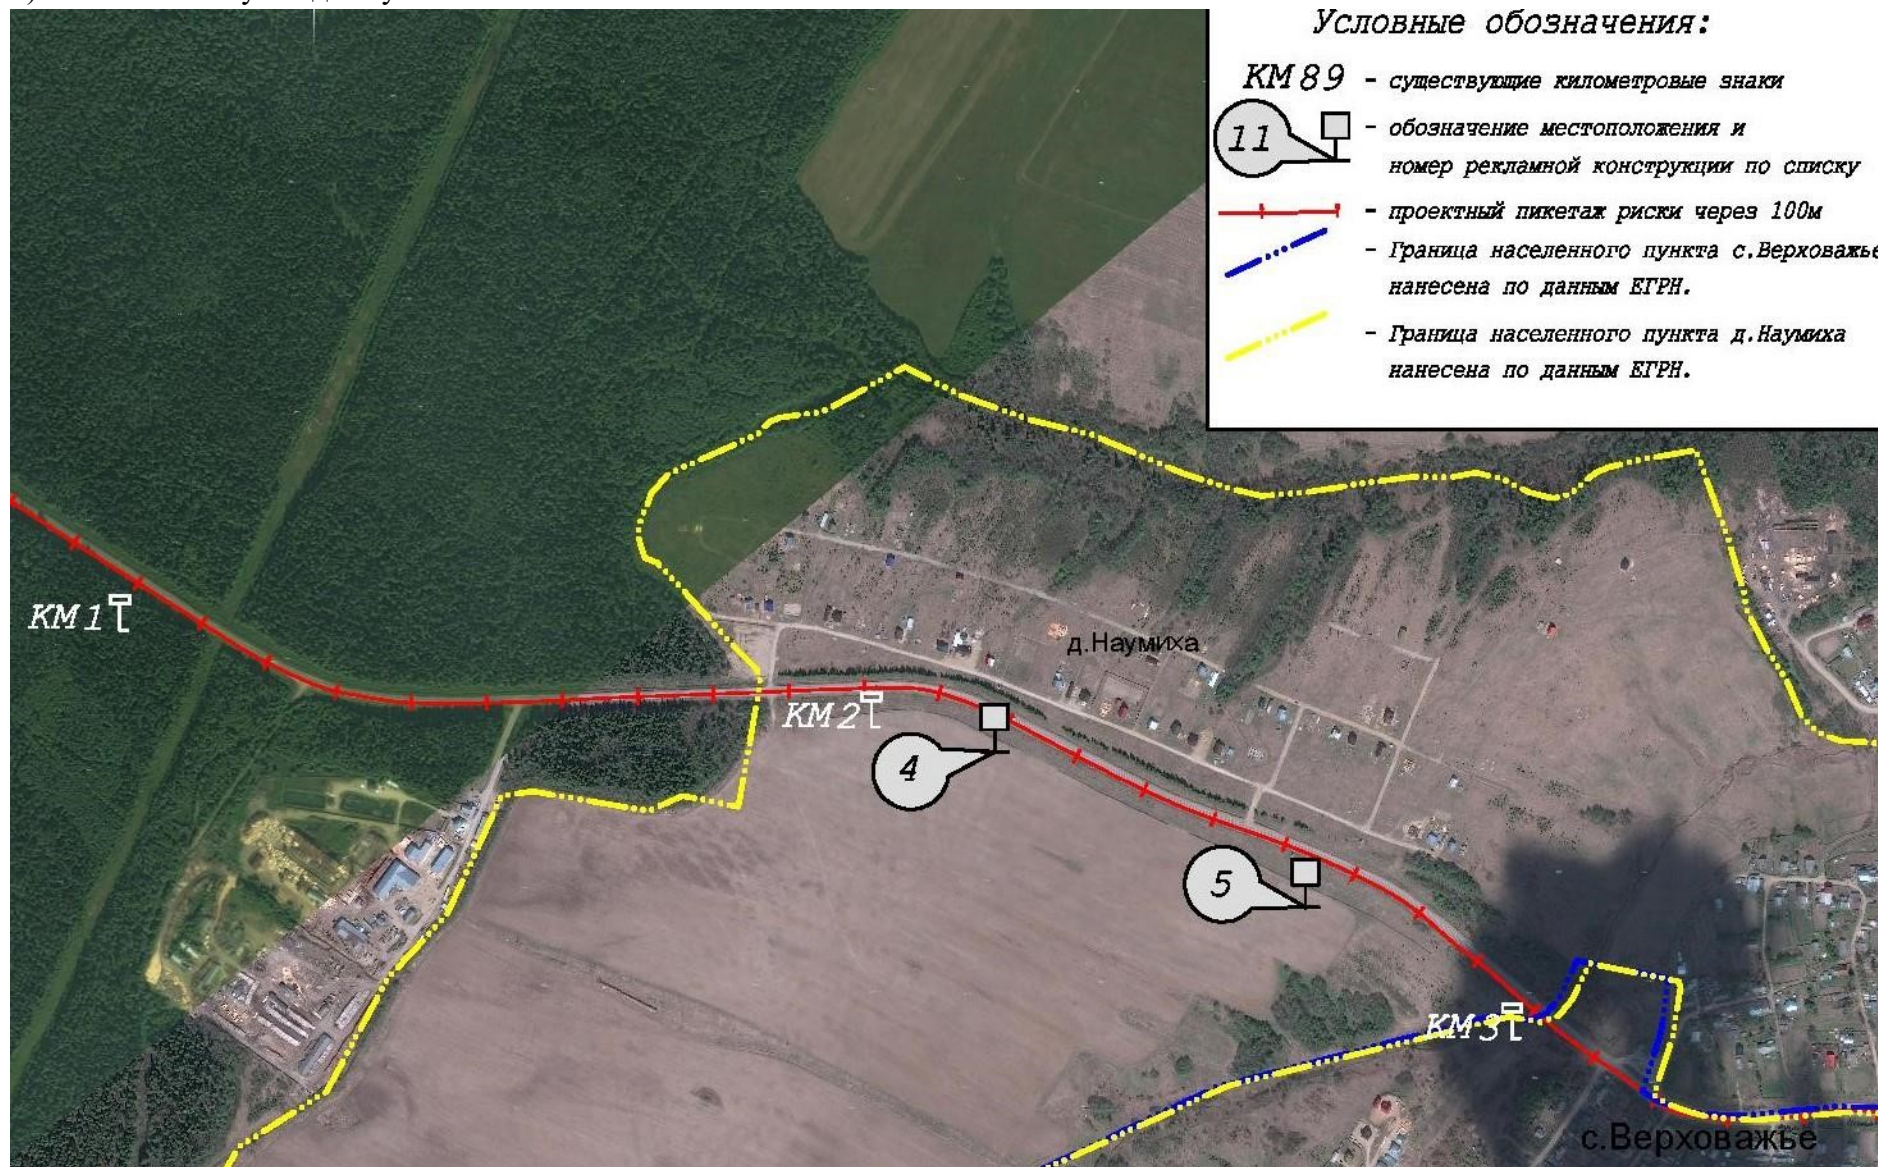 Условные обозначения:
КМ 89 - существующие километровые знаки
11 - обозначение местоположения и
номер рекламной конструкции по списку
- проектный пикетаж риски через 100м
- Граница населенного пункта с.Верховажье
нанесена по данным ЕГРН.
- Граница населенного пункта д.Наумиха
нанесена по данным ЕГРН.
КМ 1
д.Наумиха
КМ 2
4
5
КМ 3
с.Верховажье